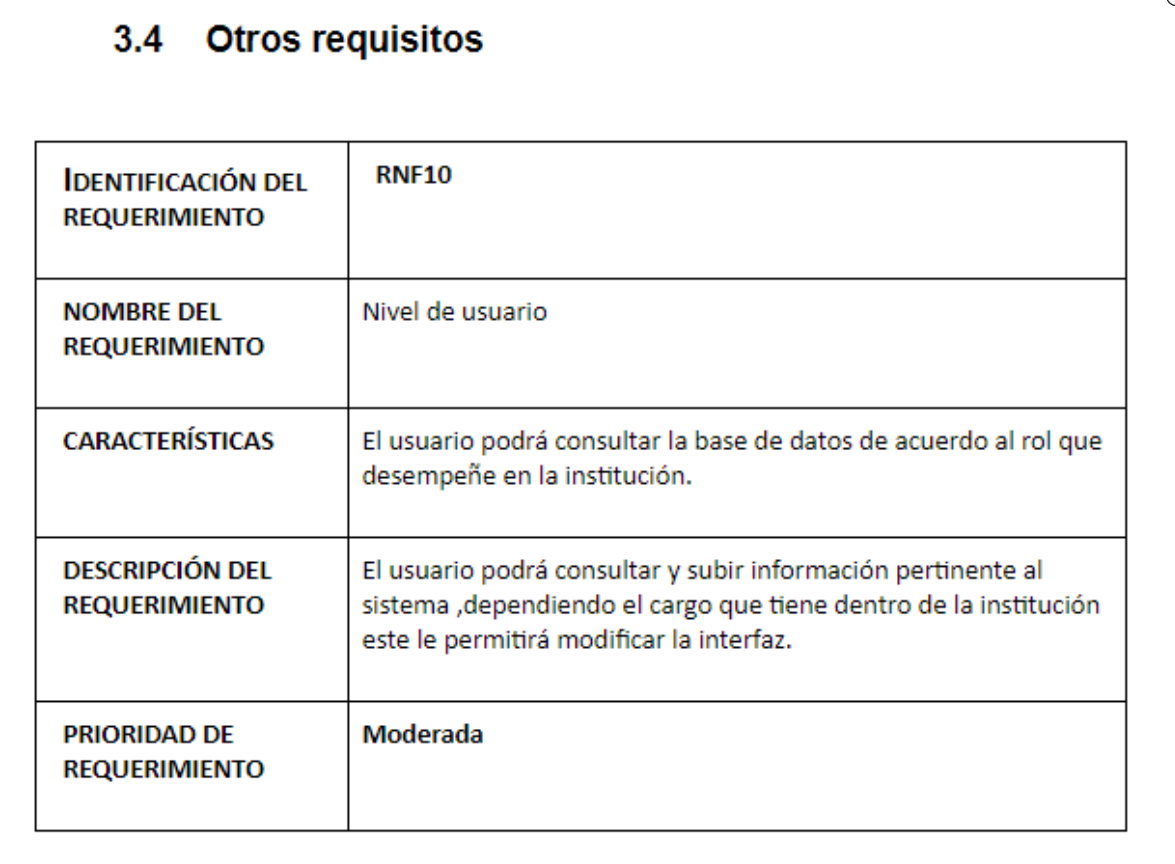 3.4 Otros requisitos
IDENTIFICACIÓN DEL
REQUERIMIENTO
RNF10
NOMBRE DEL
REQUERIMIENTO
Nivel de usuario
CARACTERÍSTICAS
El usuario podrá consultar la base de datos de acuerdo al rol que
desempeñe en la institución.
DESCRIPCIÓN DEL
REQUERIMIENTO
El usuario podrá consultar y subir información pertinente al
sistema ,dependiendo el cargo que tiene dentro de la institución
este le permitirá modificar la interfaz.
PRIORIDAD DE
REQUERIMIENTO
Moderada